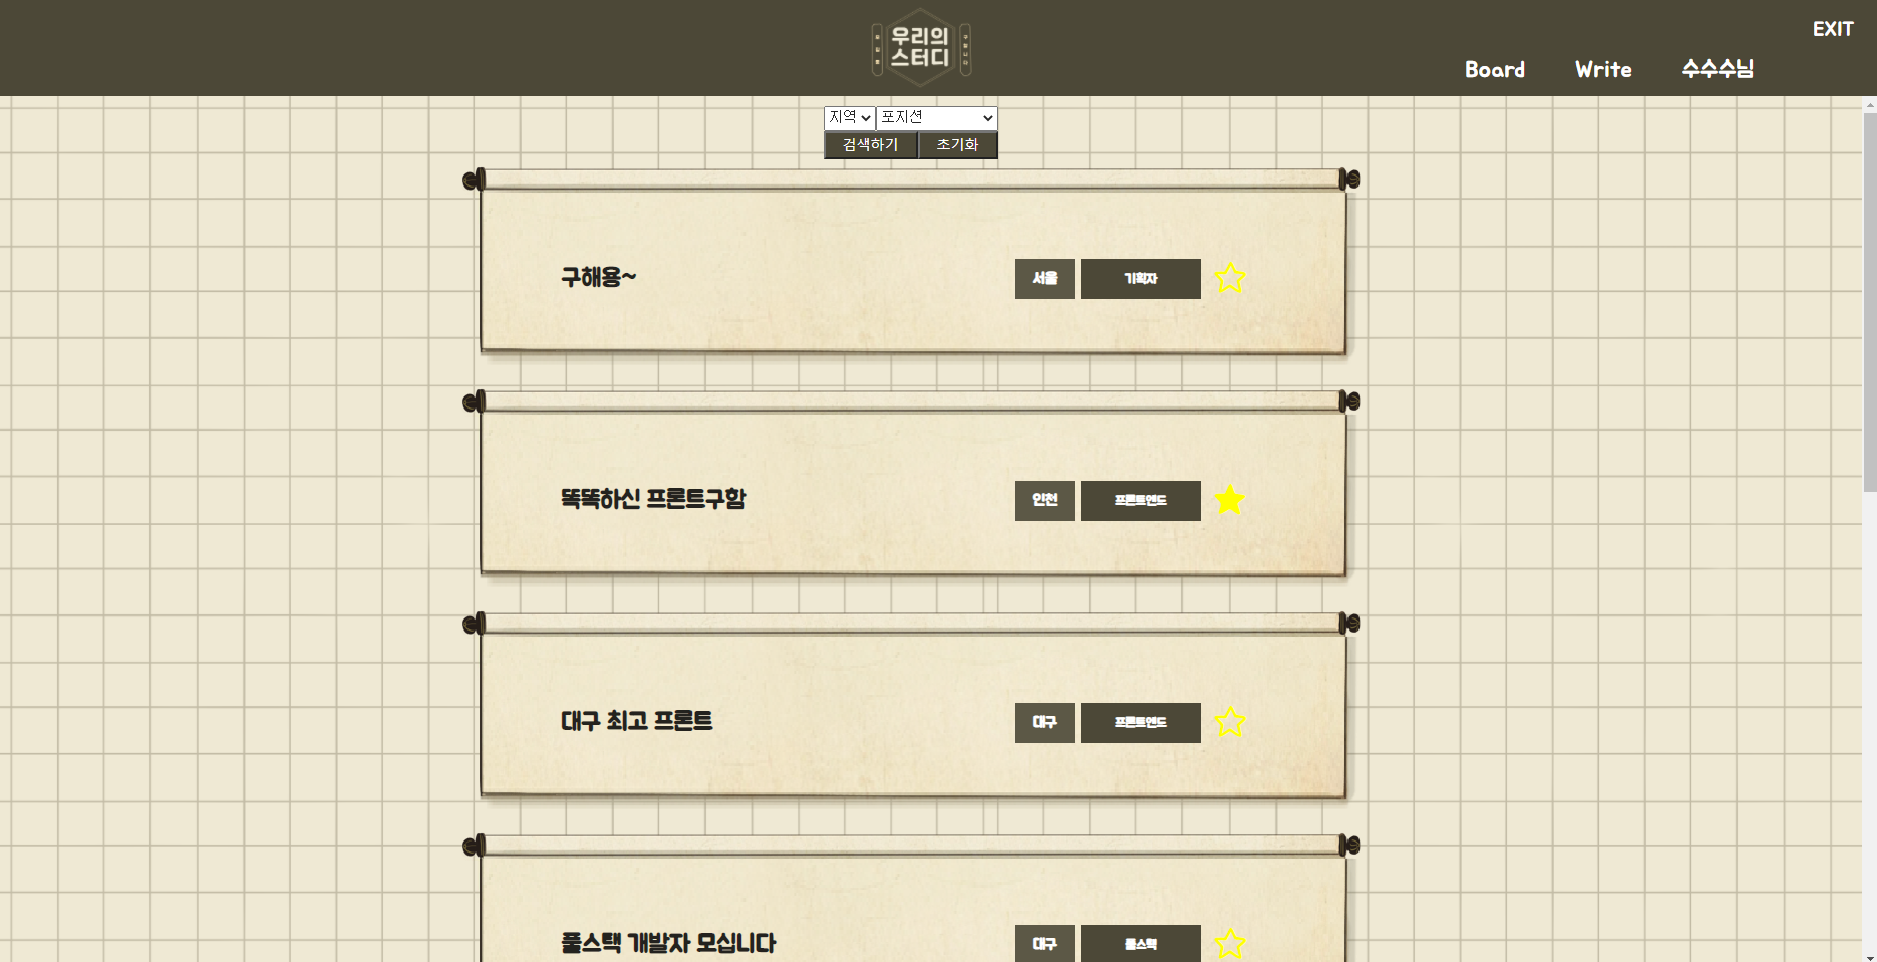 우리의
스터디
EXIT
Board Write 수수수님
지역 포지션
검색하기 초기화
구해용~ 서울 기획자
똑똑하신 프론트구함 인천 프론트엔드
대구 최고 프론트 대구 프론트엔드
풀스택 개발자 모십니다 대구 풀스택